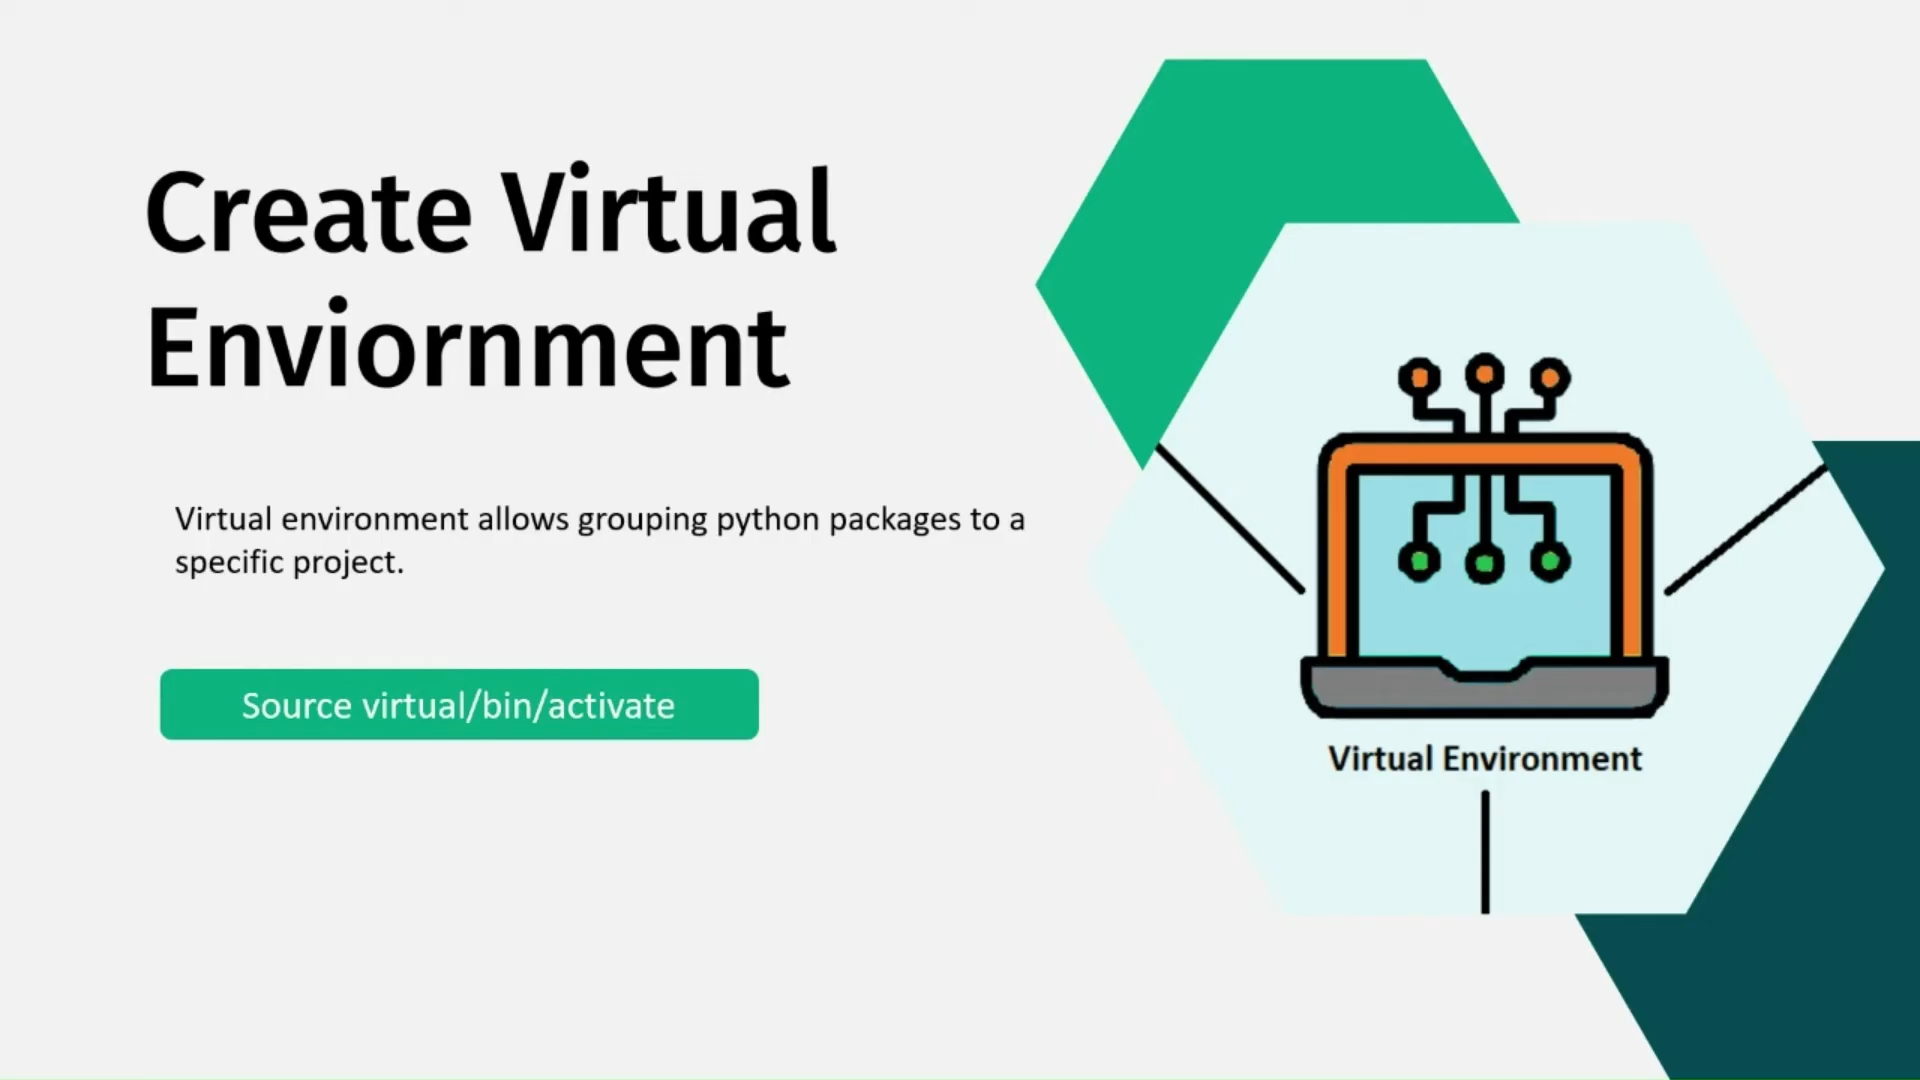 Create Virtual
Enviornment
Virtual environment allows grouping python packages to a
specific project.
Source virtual/bin/activate
Virtual Environment